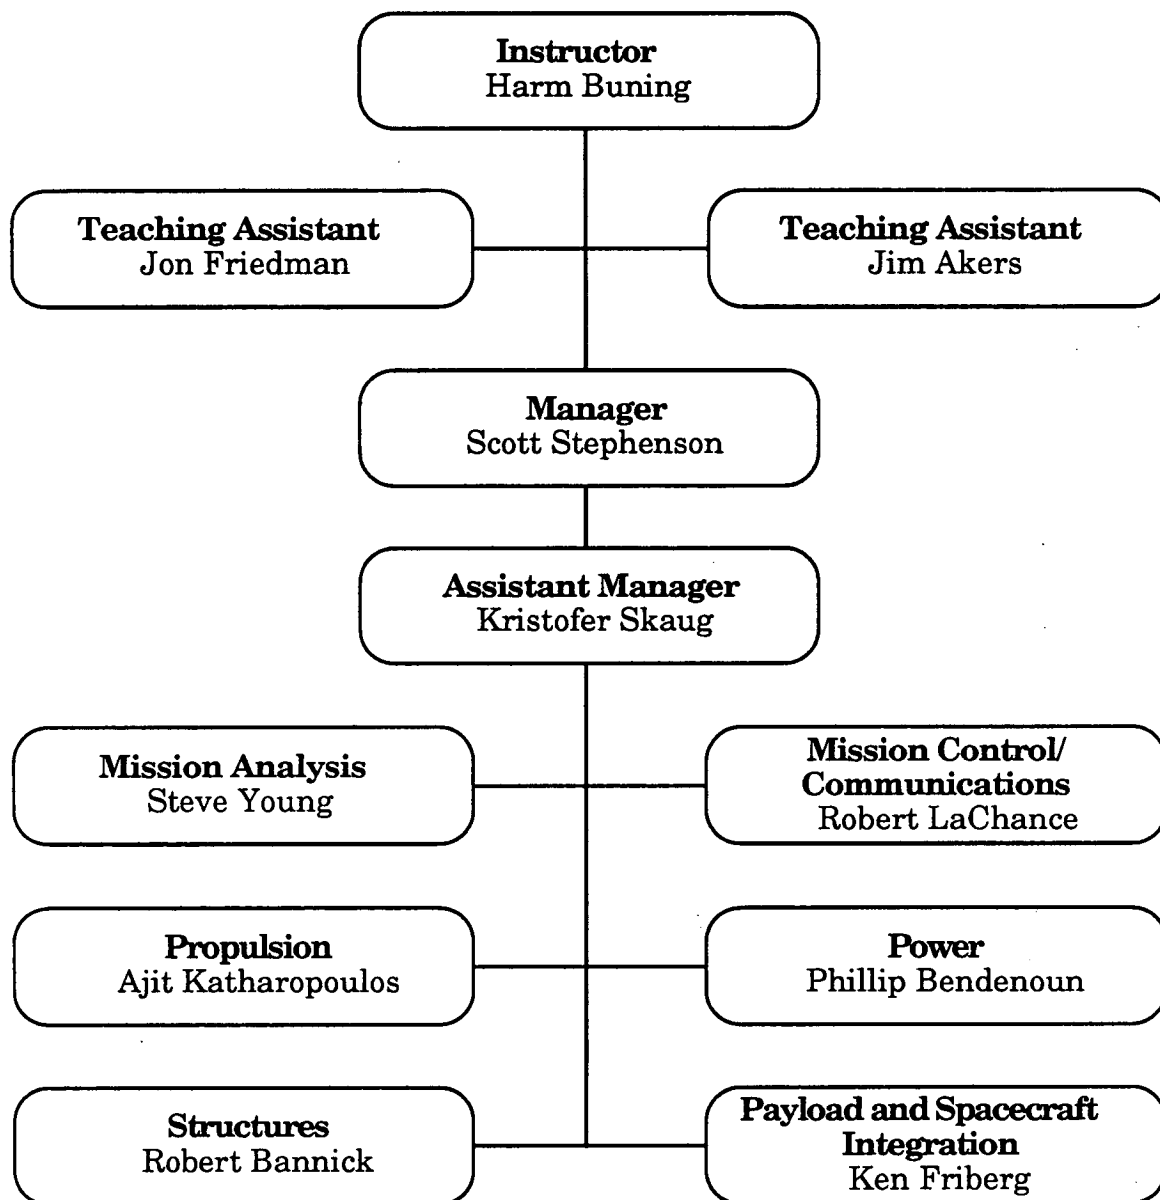 Instructor
Harm Buning
Teaching Assistant
Jon Friedman
Teaching Assistant
Jim Akers
Manager
Scott Stephenson
Assistant Manager
Kristofer Skaug
Mission Analysis
Steve Young
Mission Control/
Communications
Robert LaChance
Propulsion
Ajit Katharopoulos
Power
Phillip Bendenoun
Structures
Robert Bannick
Payload and Spacecraft
Integration
Ken Friberg